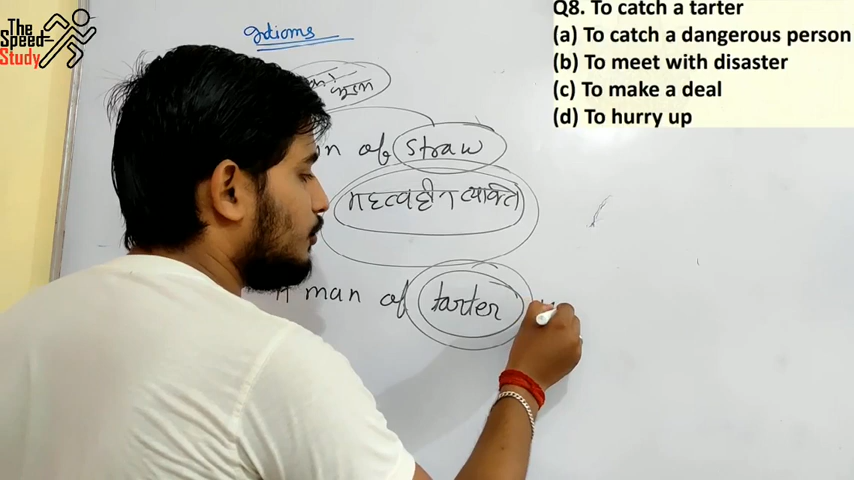 The
Speed
Study
Q8. To catch a tarter
(a) To catch a dangerous person
(b) To meet with disaster
(c) To make a deal
(d) To hurry up
Idioms
of straw
महत्वहीन व्यक्ति
A man of tarter